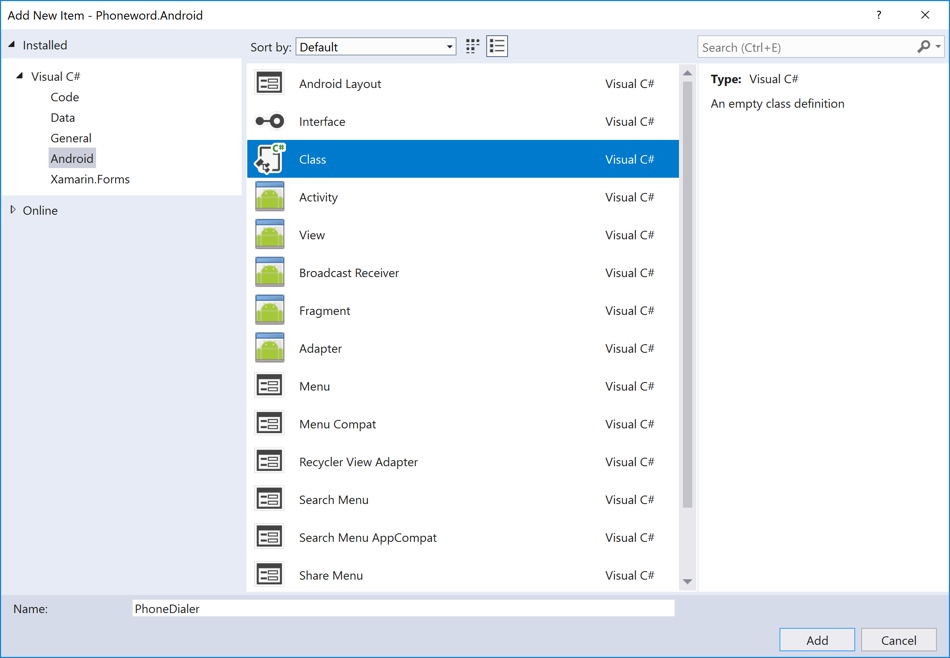 Add New Item - Phoneword.Android
?
Installed
Sort by:
Default
Search (Ctrl+E)
Visual C#
Code
Data
General
Android
Xamarin.Forms
Online
Android Layout Visual C#
Interface Visual C#
C#
Class Visual C#
Activity Visual C#
View Visual C#
Broadcast Receiver Visual C#
Fragment Visual C#
Adapter Visual C#
Menu Visual C#
Menu Compat Visual C#
Recycler View Adapter Visual C#
Search Menu Visual C#
Search Menu AppCompat Visual C#
Share Menu Visual C#
Type: Visual C#
An empty class definition
Name: PhoneDialer
Add
Cancel